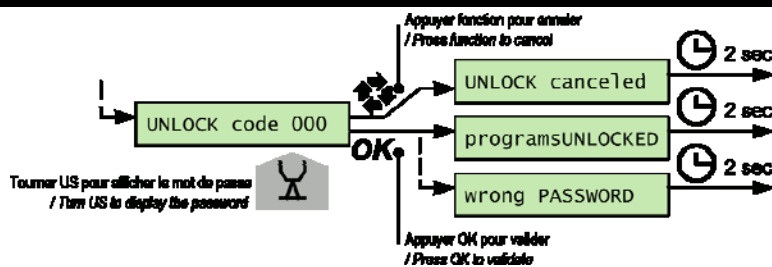 Appuyer fonction pour annuler
/ Press function to cancel
2 sec
UNLOCK canceled
UNLOCK code 000
2 sec
programsUNLOCKED
OK
Tourner US pour afficher le mot de passe
/ Turn US to display the password
2 sec
wrong PASSWORD
Appuyer OK pour valider
/ Press OK to validate